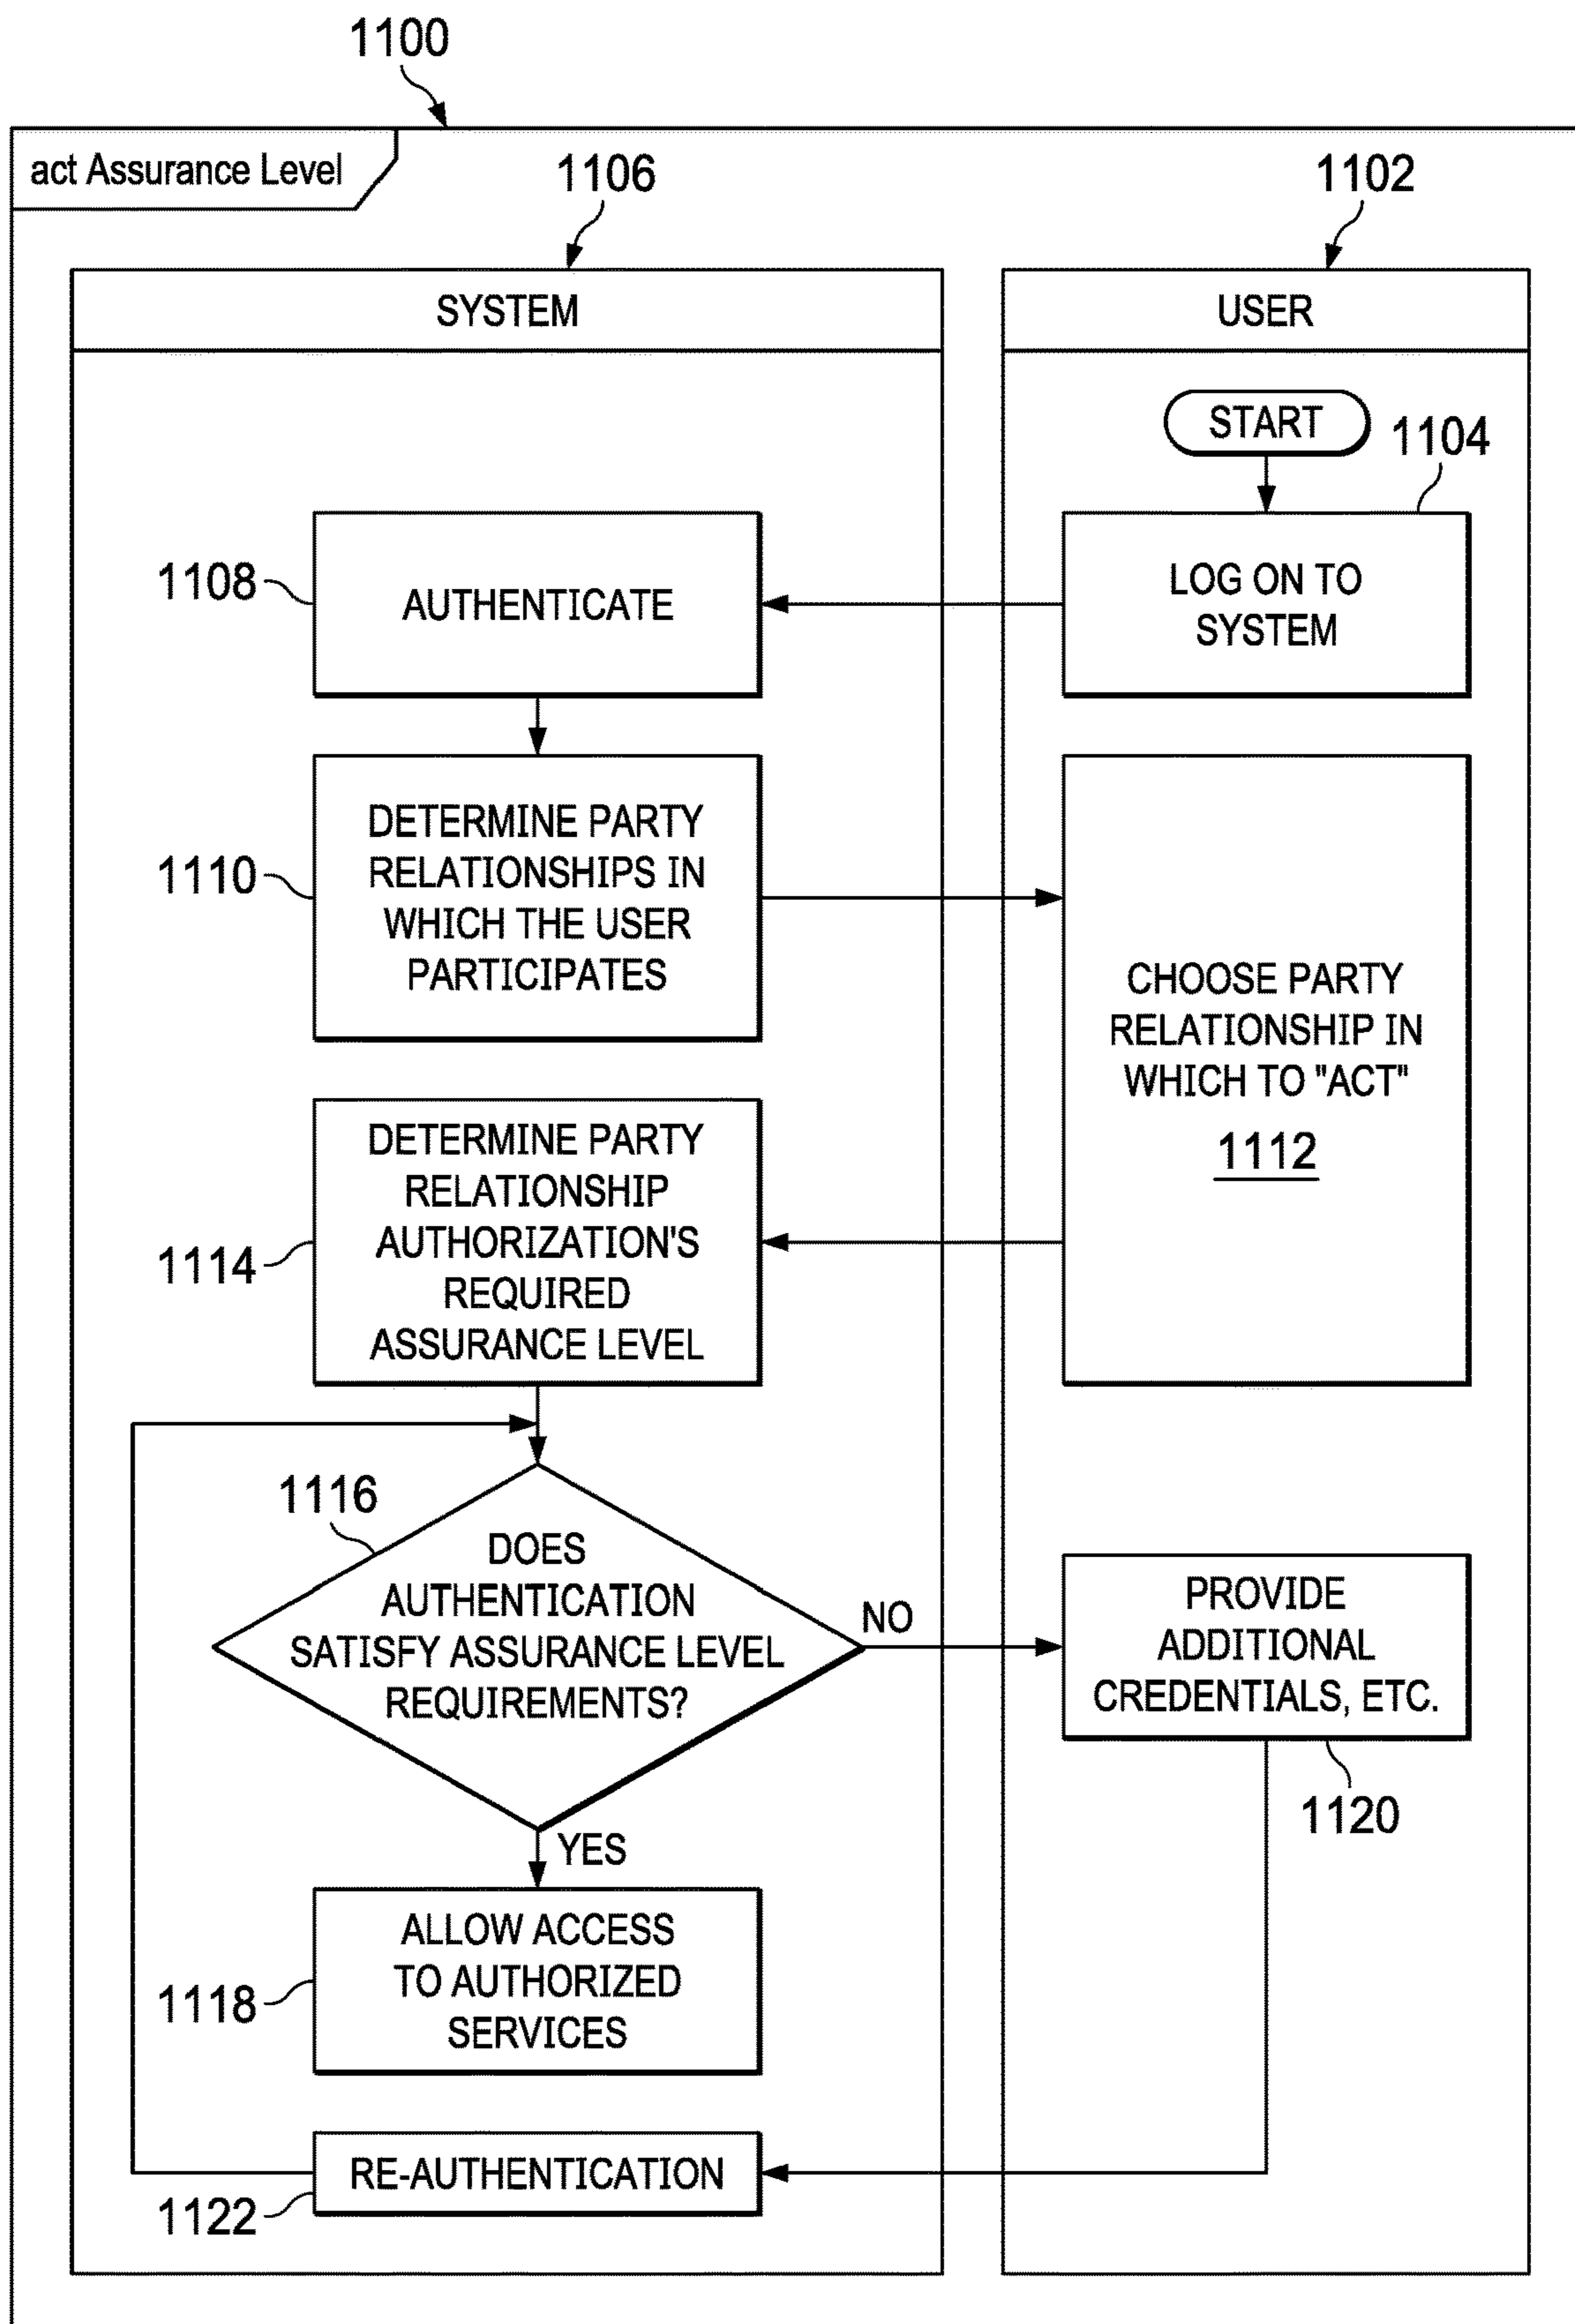 1100
act Assurance Level
1106
1102
SYSTEM
USER
START
1104
LOG ON TO
SYSTEM
1108
AUTHENTICATE
1110
DETERMINE PARTY
RELATIONSHIPS IN
WHICH THE USER
PARTICIPATES
CHOOSE PARTY
RELATIONSHIP IN
WHICH TO "ACT"
1112
1114
DETERMINE PARTY
RELATIONSHIP
AUTHORIZATION'S
REQUIRED
ASSURANCE LEVEL
1116
DOES
AUTHENTICATION
SATISFY ASSURANCE LEVEL
REQUIREMENTS?
NO
PROVIDE
ADDITIONAL
CREDENTIALS, ETC.
1120
YES
1118
ALLOW ACCESS
TO AUTHORIZED
SERVICES
RE-AUTHENTICATION
1122